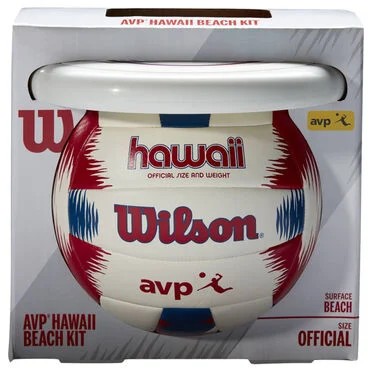 AVP® HAWAII BEACH KIT
Wilson
avp
hawaii
OFFICIAL SIZE AND WEIGHT
Wilson®
avp
SURFACE
BEACH
AVP® HAWAII
BEACH KIT
SIZE
OFFICIAL